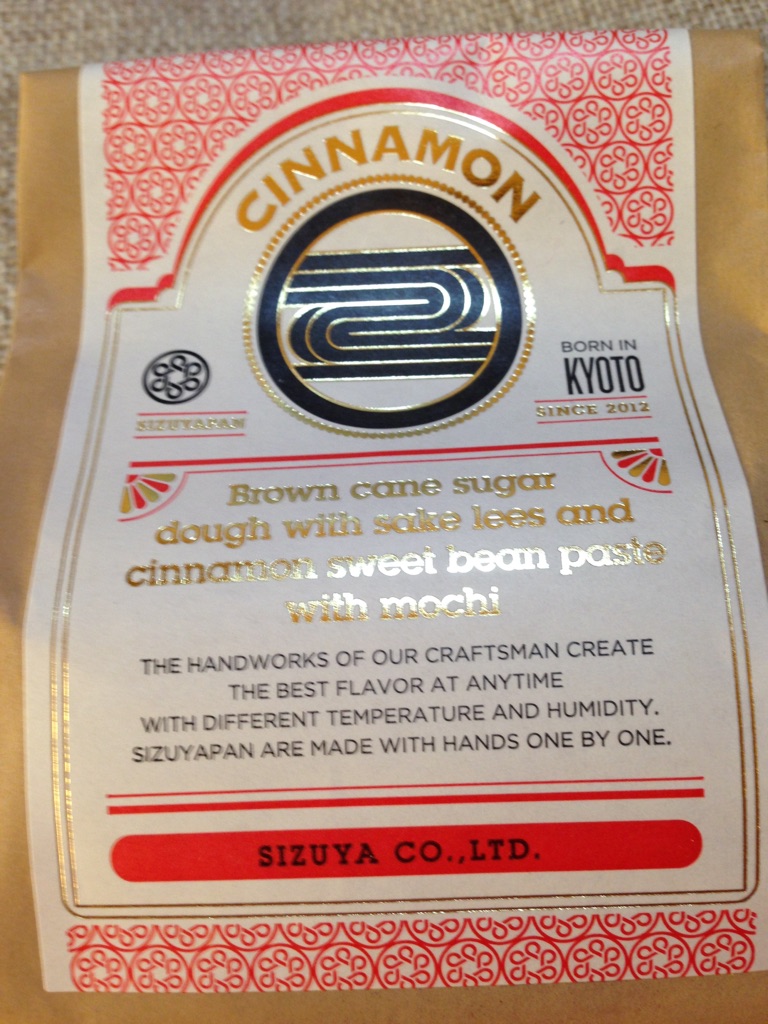 CINNAMON
SIZUYAPAN
BORN IN
KYOTO
SINCE 2012
Brown cane sugar
dough with sake lees and
cinnamon sweet bean paste
with mochi
THE HANDWORKS OF OUR CRAFTSMAN CREATE
THE BEST FLAVOR AT ANYTIME
WITH DIFFERENT TEMPERATURE AND HUMIDITY.
SIZUYAPAN ARE MADE WITH HANDS ONE BY ONE.
SIZUYA CO.,LTD.